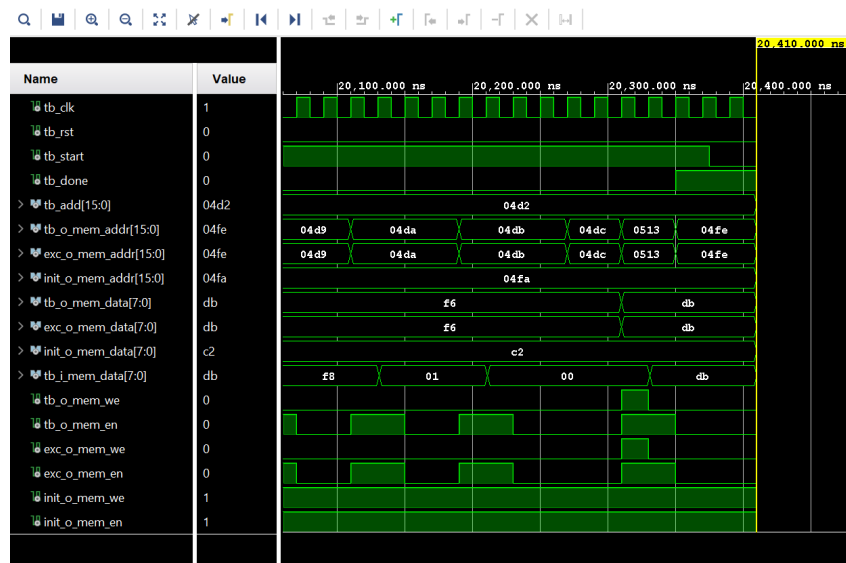 20,410.000 ns
Name Value
20,100.000 ns 20,200.000 ns 20,300.000 ns 20,400.000 ns
tb_clk 1
tb_rst 0
tb_start 0
tb_done 0
tb_add[15:0] 04d2 04d2
tb_o_mem_addr[15:0] 04fe 04d9 04da 04db 04dc 0513 04fe
exc_o_mem_addr[15:0] 04fe 04d9 04da 04db 04dc 0513 04fe
init_o_mem_addr[15:0] 04fa 04fa
tb_o_mem_data[7:0] db f6 db
exc_o_mem_data[7:0] db f6 db
init_o_mem_data[7:0] c2 c2
tb_i_mem_data[7:0] db f8 01 00 db
tb_o_mem_we 0
tb_o_mem_en 0
exc_o_mem_we 0
exc_o_mem_en 0
init_o_mem_we 1
init_o_mem_en 1